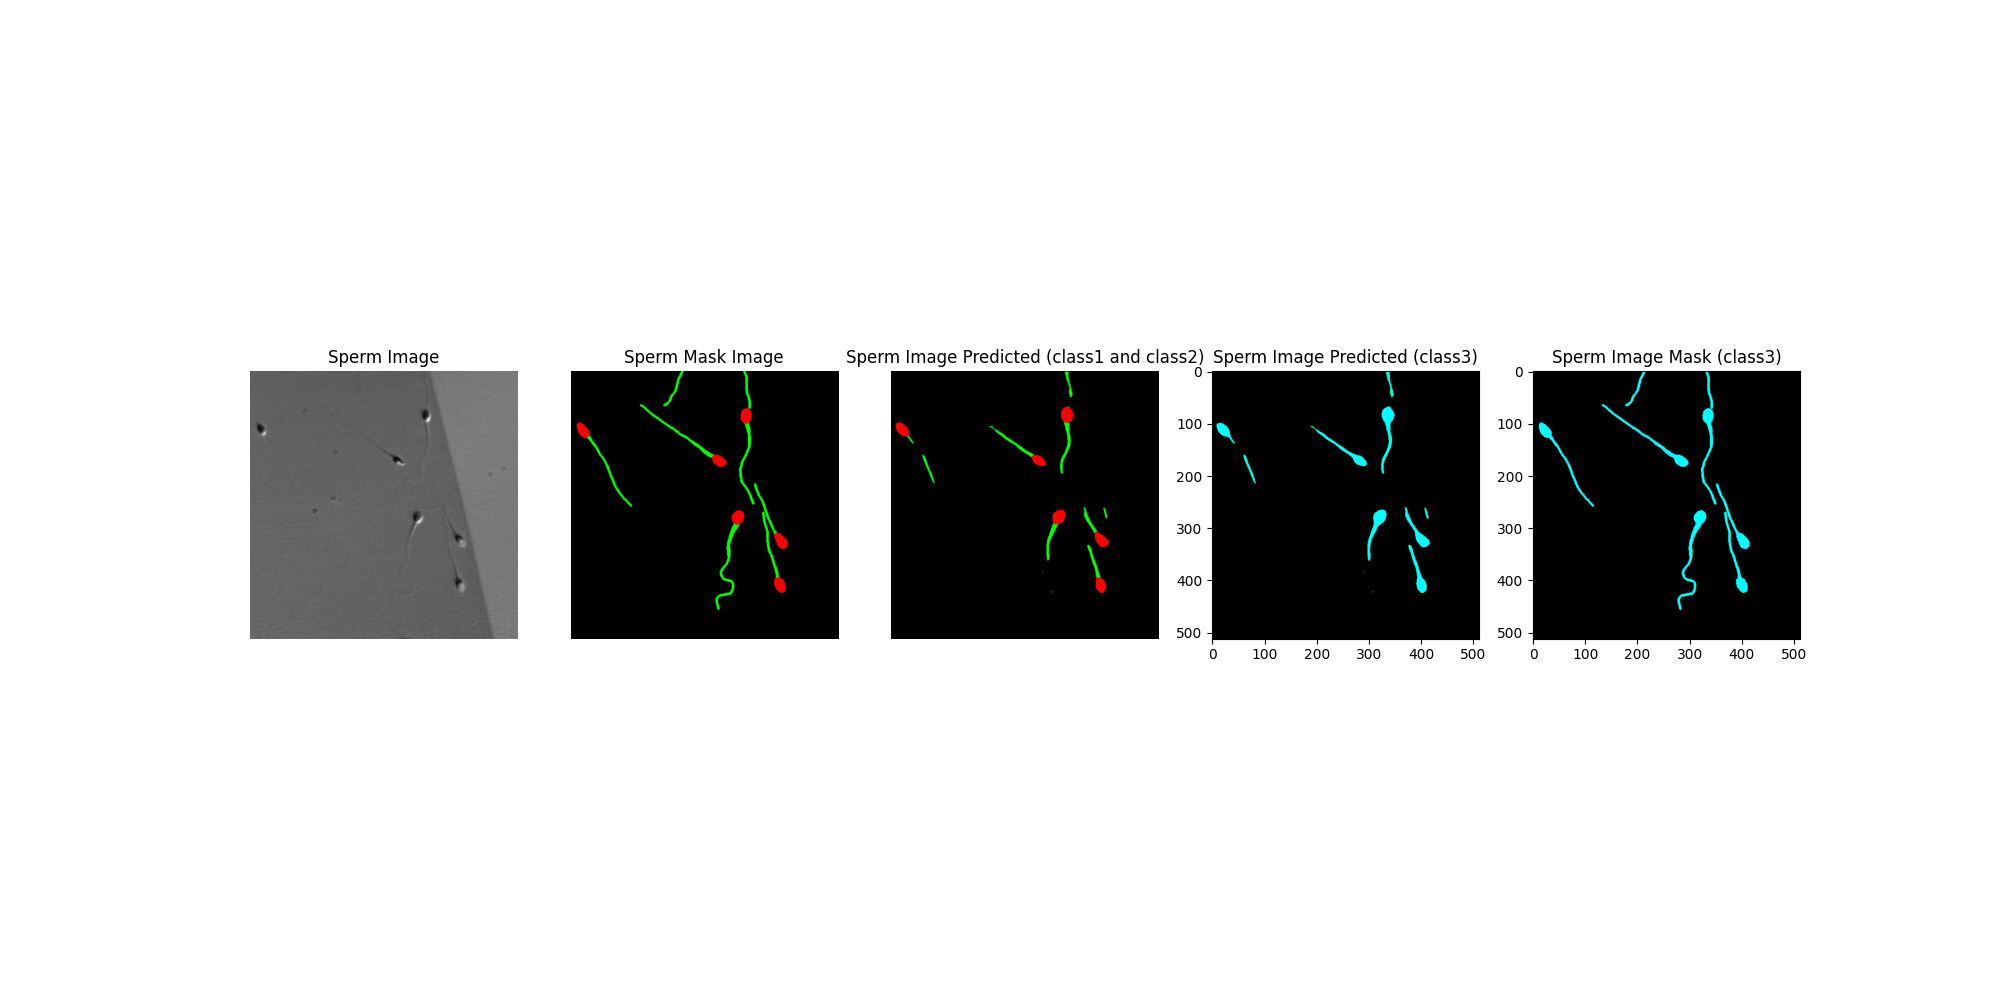 Sperm Image
Sperm Mask Image
Sperm Image Predicted (class1 and class2)
Sperm Image Predicted (class3)
Sperm Image Mask (class3)
0
100
200
300
400
500
0 100 200 300 400 500
0
100
200
300
400
500
0 100 200 300 400 500